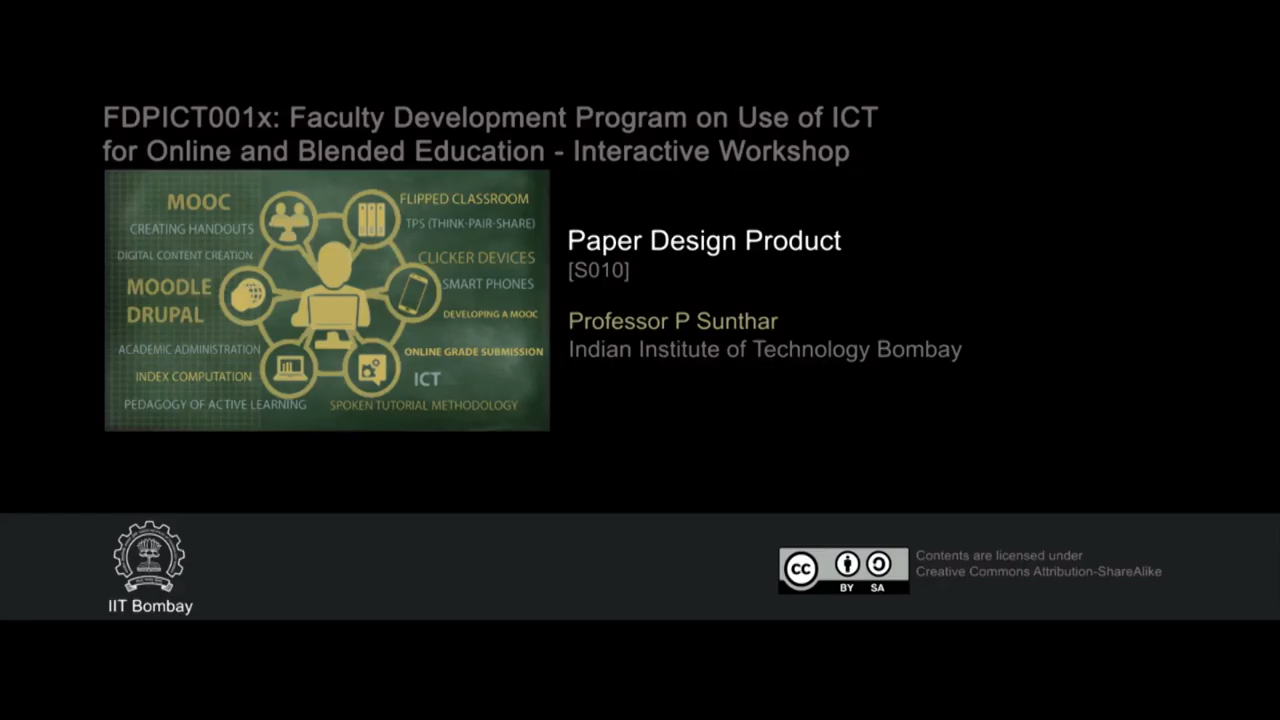 FDPICT001x: Faculty Development Program on Use of ICT
for Online and Blended Education - Interactive Workshop
MOOC
CREATING HANDOUTS
DIGITAL CONTENT CREATION
MOODLE
DRUPAL
ACADEMIC ADMINISTRATION
INDEX COMPUTATION
PEDAGOGY OF ACTIVE LEARNING
FLIPPED CLASSROOM
TPS (THINK-PAIR-SHARE)
CLICKER DEVICES
SMART PHONES
DEVELOPING A MOOC
ONLINE GRADE SUBMISSION
ICT
SPOKEN TUTORIAL METHODOLOGY
Paper Design Product
[S010]
Professor P Sunthar
Indian Institute of Technology Bombay
IIT Bombay
cc
BY SA
Contents are licensed under
Creative Commons Attribution-ShareAlike